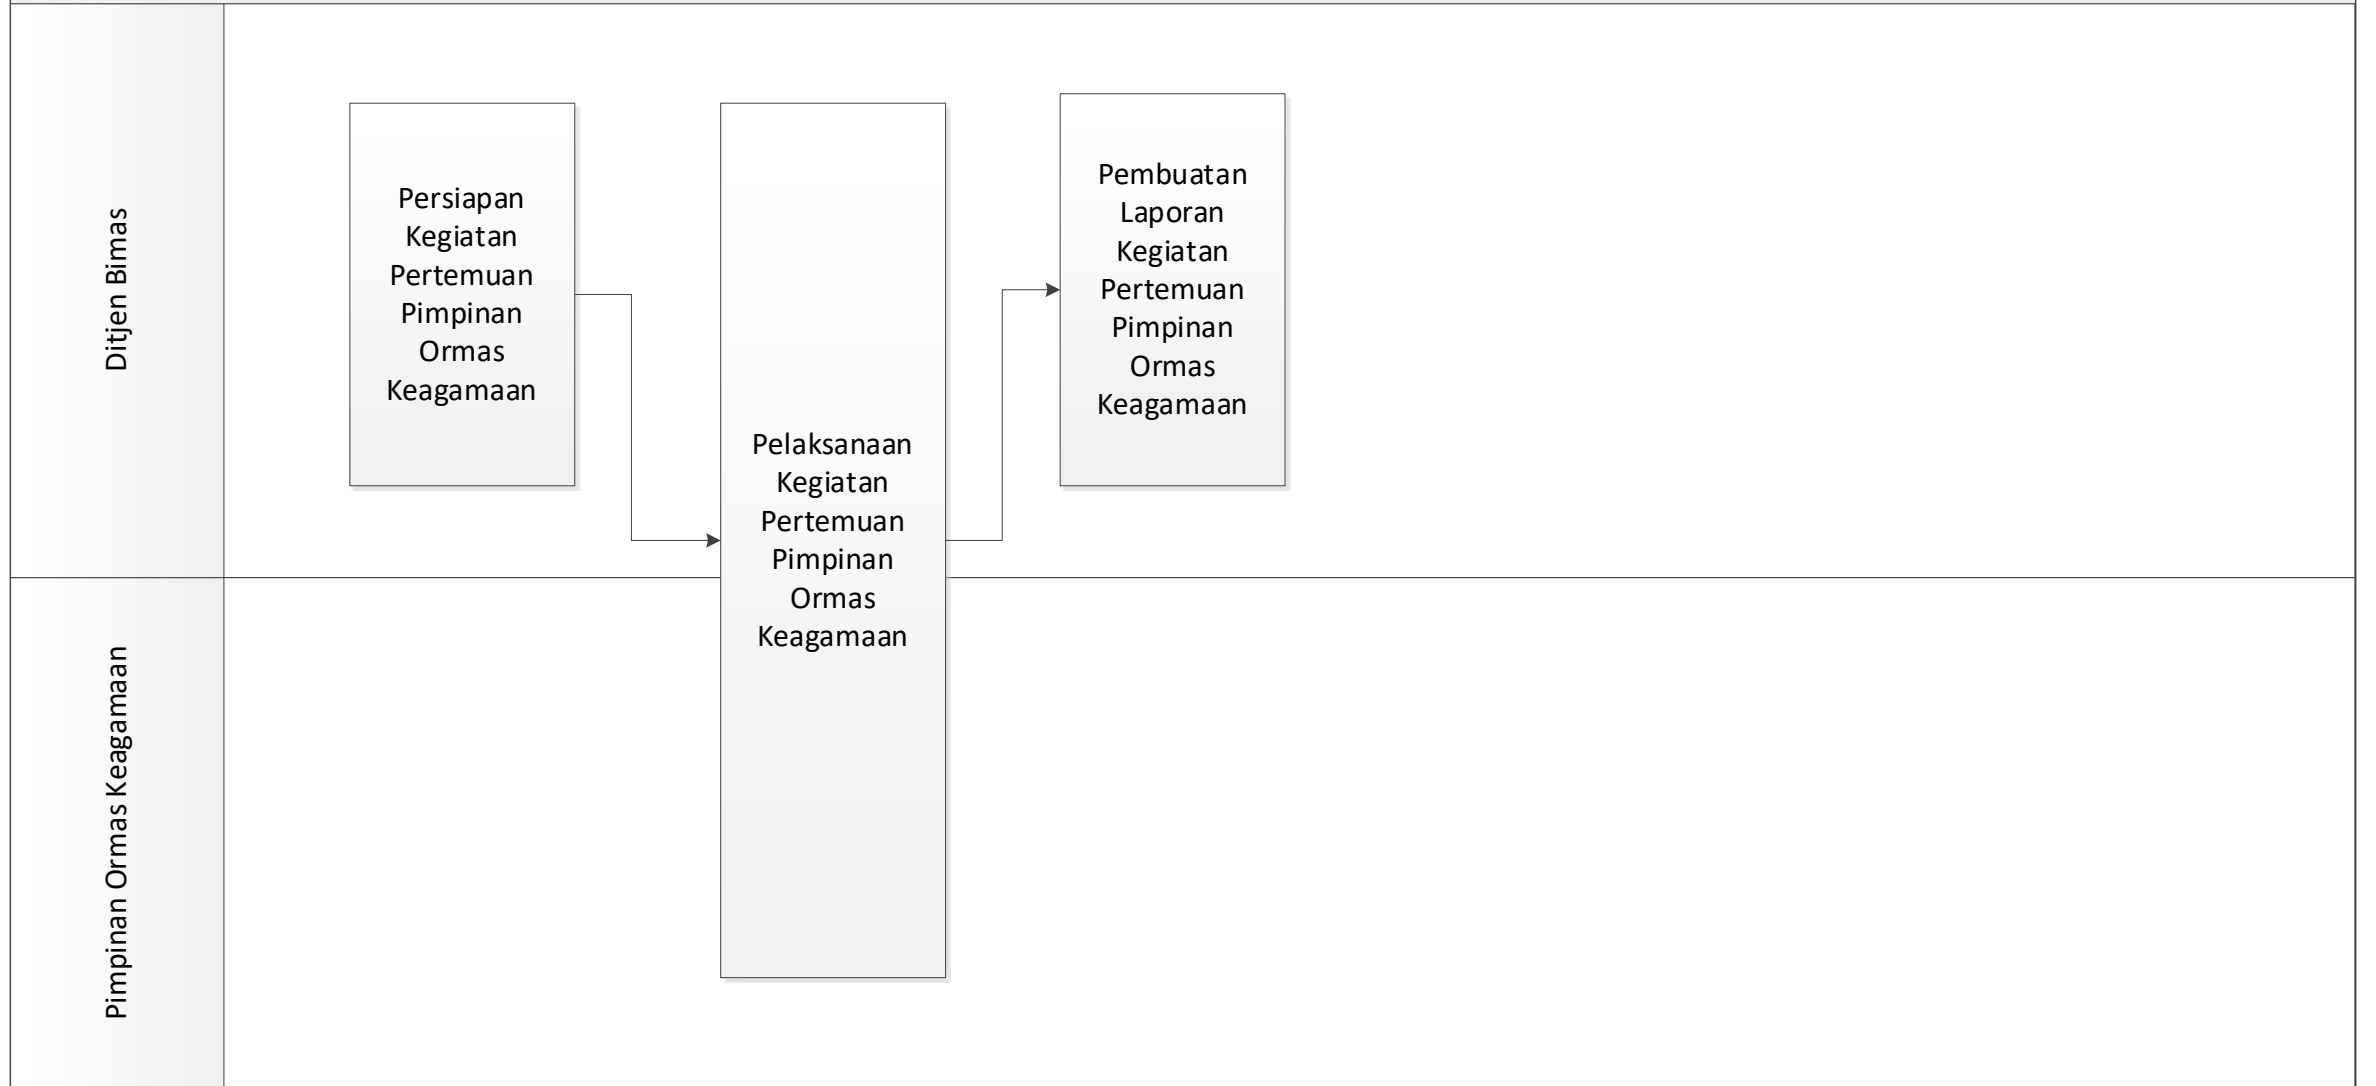 Ditjen Bimas
Persiapan
Kegiatan
Pertemuan
Pimpinan
Ormas
Keagamaan
Pelaksanaan
Kegiatan
Pertemuan
Pimpinan
Ormas
Keagamaan
Pembuatan
Laporan
Kegiatan
Pertemuan
Pimpinan
Ormas
Keagamaan
Pimpinan Ormas Keagamaan